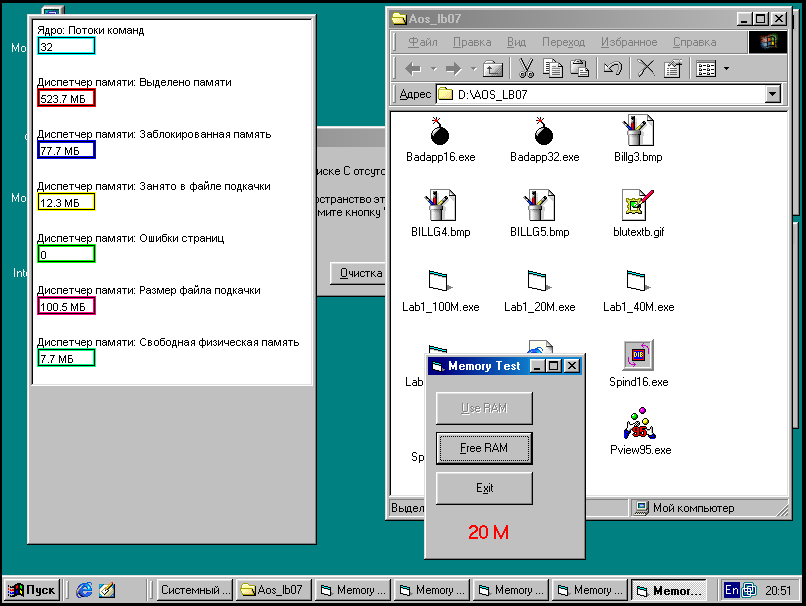 Ядро: Потоки команд
32
Диспетчер памяти: Выделено памяти
523.7 МБ
Диспетчер памяти: Заблокированная память
77.7 МБ
Диспетчер памяти: Занято в файле подкачки
12.3 МБ
Диспетчер памяти: Ошибки страниц
0
Диспетчер памяти: Размер файла подкачки
100.5 МБ
Диспетчер памяти: Свободная физическая память
7.7 МБ
Mo
Mo
Inte
иске C отсутс
остранство эт
мите кнопку "
Очистка
Aos_lb07
Файл Правка Вид Переход Избранное Справка
Адрес D:\AOS_LB07
Badapp16.exe Badapp32.exe Billg3.bmp
BILLG4.bmp BILLG5.bmp blutextb.gif
Lab1_100M.exe Lab1_20M.exe Lab1_40M.exe
Lab Spind16.exe
Sp Pview95.exe
Выдел Мой компьютер
Memory Test
Use RAM
Free RAM
Exit
20 M
Пуск Системный ... Aos_lb07 Memory ... Memory ... Memory ... Memory ... Memor... En 20:51